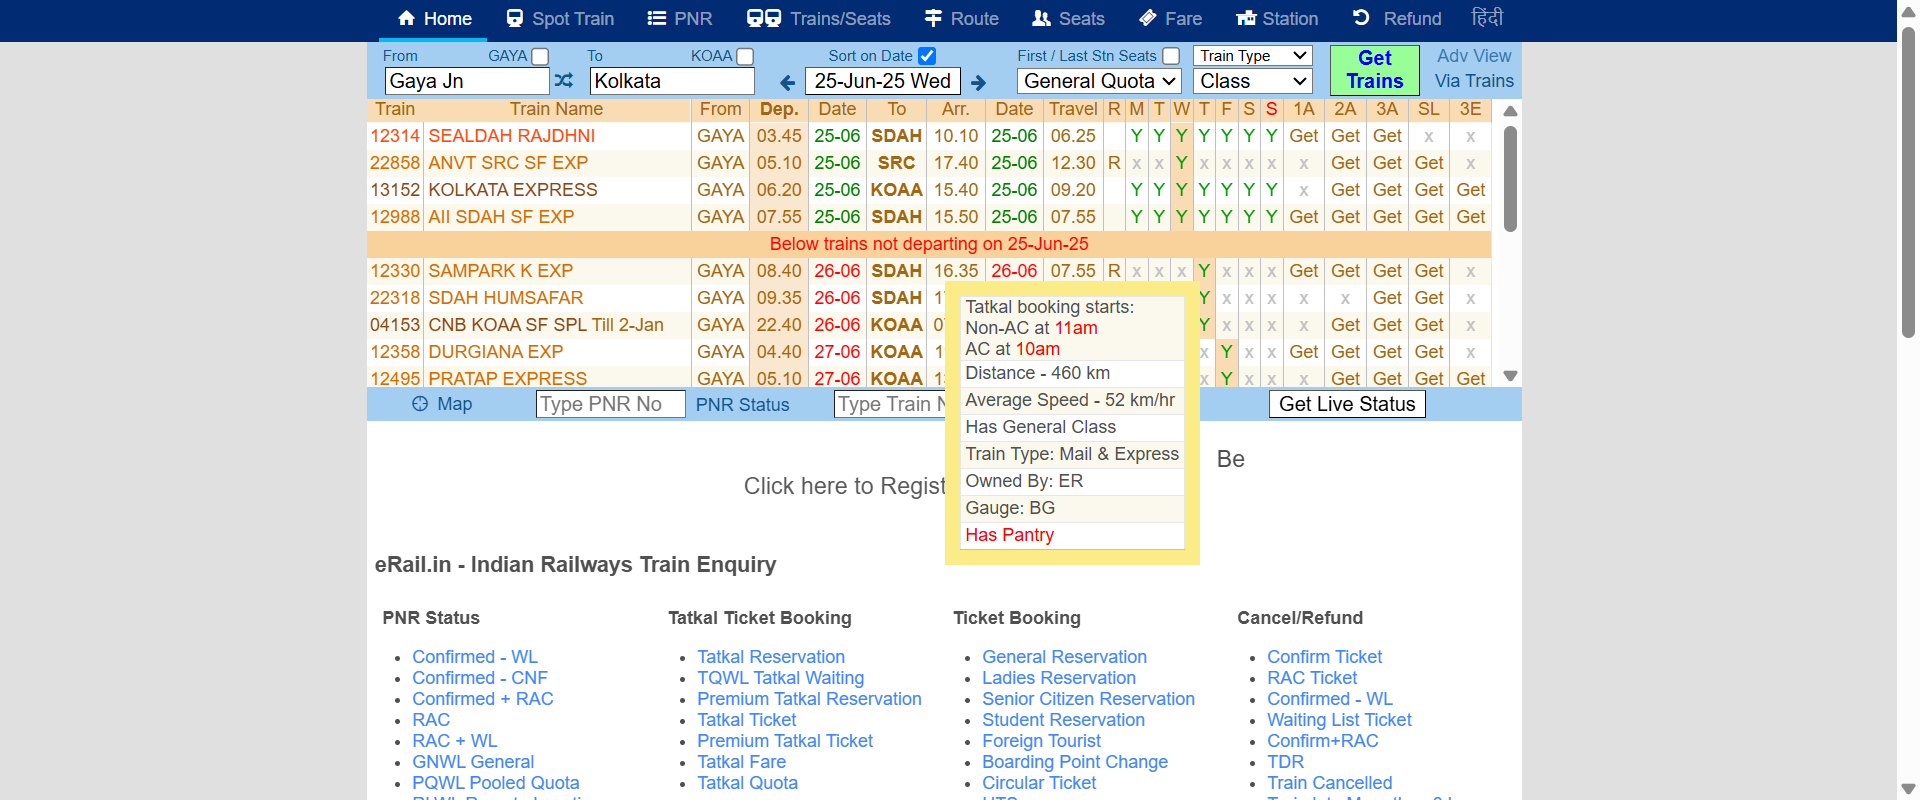 Home Spot Train PNR Trains/Seats Route Seats Fare Station Refund हिंदी
From GAYA To KOAA Sort on Date First / Last Stn Seats Train Type Get Trains Adv View
Gaya Jn Kolkata 25-Jun-25 Wed General Quota Class Via Trains
Train Train Name From Dep. Date To Arr. Date Travel R M T W T F S S 1A 2A 3A SL 3E
12314 SEALDAH RAJDHNI GAYA 03.45 25-06 SDAH 10.10 25-06 06.25 Y Y Y Y Y Y Y Get Get Get x x
22858 ANVT SRC SF EXP GAYA 05.10 25-06 SRC 17.40 25-06 12.30 R x x Y x x x x x Get Get Get x
13152 KOLKATA EXPRESS GAYA 06.20 25-06 KOAA 15.40 25-06 09.20 Y Y Y Y Y Y Y x Get Get Get Get
12988 AII SDAH SF EXP GAYA 07.55 25-06 SDAH 15.50 25-06 07.55 Y Y Y Y Y Y Y Get Get Get Get Get
Below trains not departing on 25-Jun-25
12330 SAMPARK K EXP GAYA 08.40 26-06 SDAH 16.35 26-06 07.55 R x x x Y x x x Get Get Get Get x
22318 SDAH HUMSAFAR GAYA 09.35 26-06 SDAH Y x x x x x Get Get x
04153 CNB KOAA SF SPL Till 2-Jan GAYA 22.40 26-06 KOAA Y x x x x Get Get Get x
12358 DURGIANA EXP GAYA 04.40 27-06 KOAA x Y x x Get Get Get Get x
12495 PRATAP EXPRESS GAYA 05.10 27-06 KOAA x Y x x x Get Get Get Get
Tatkal booking starts:
Non-AC at 11am
AC at 10am
Distance - 460 km
Average Speed - 52 km/hr
Has General Class
Train Type: Mail & Express
Owned By: ER
Gauge: BG
Has Pantry
Map Type PNR No PNR Status Type Train Get Live Status
Be
Click here to Regist
eRail.in - Indian Railways Train Enquiry
PNR Status
Confirmed - WL
Confirmed - CNF
Confirmed + RAC
RAC
RAC + WL
GNWL General
PQWL Pooled Quota
Tatkal Ticket Booking
Tatkal Reservation
TQWL Tatkal Waiting
Premium Tatkal Reservation
Tatkal Ticket
Premium Tatkal Ticket
Tatkal Fare
Tatkal Quota
Ticket Booking
General Reservation
Ladies Reservation
Senior Citizen Reservation
Student Reservation
Foreign Tourist
Boarding Point Change
Circular Ticket
Cancel/Refund
Confirm Ticket
RAC Ticket
Confirmed - WL
Waiting List Ticket
Confirm+RAC
TDR
Train Cancelled